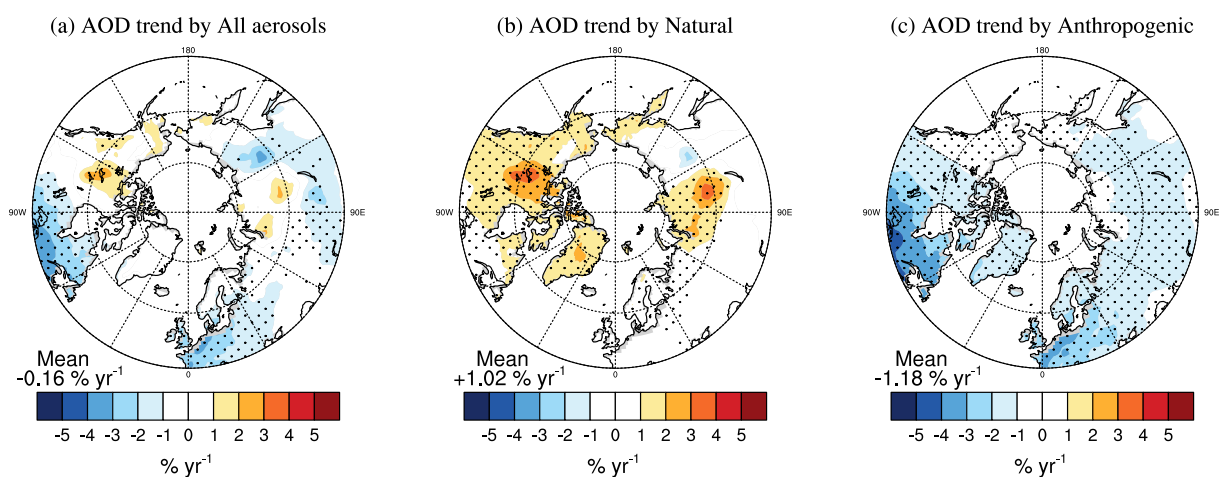 (a) AOD trend by All aerosols
180
90W
90E
0
Mean
-0.16 % yr⁻¹
-5 -4 -3 -2 -1 0 1 2 3 4 5
% yr⁻¹
(b) AOD trend by Natural
180
90W
90E
0
Mean
+1.02 % yr⁻¹
-5 -4 -3 -2 -1 0 1 2 3 4 5
% yr⁻¹
(c) AOD trend by Anthropogenic
180
90W
90E
0
Mean
-1.18 % yr⁻¹
-5 -4 -3 -2 -1 0 1 2 3 4 5
% yr⁻¹